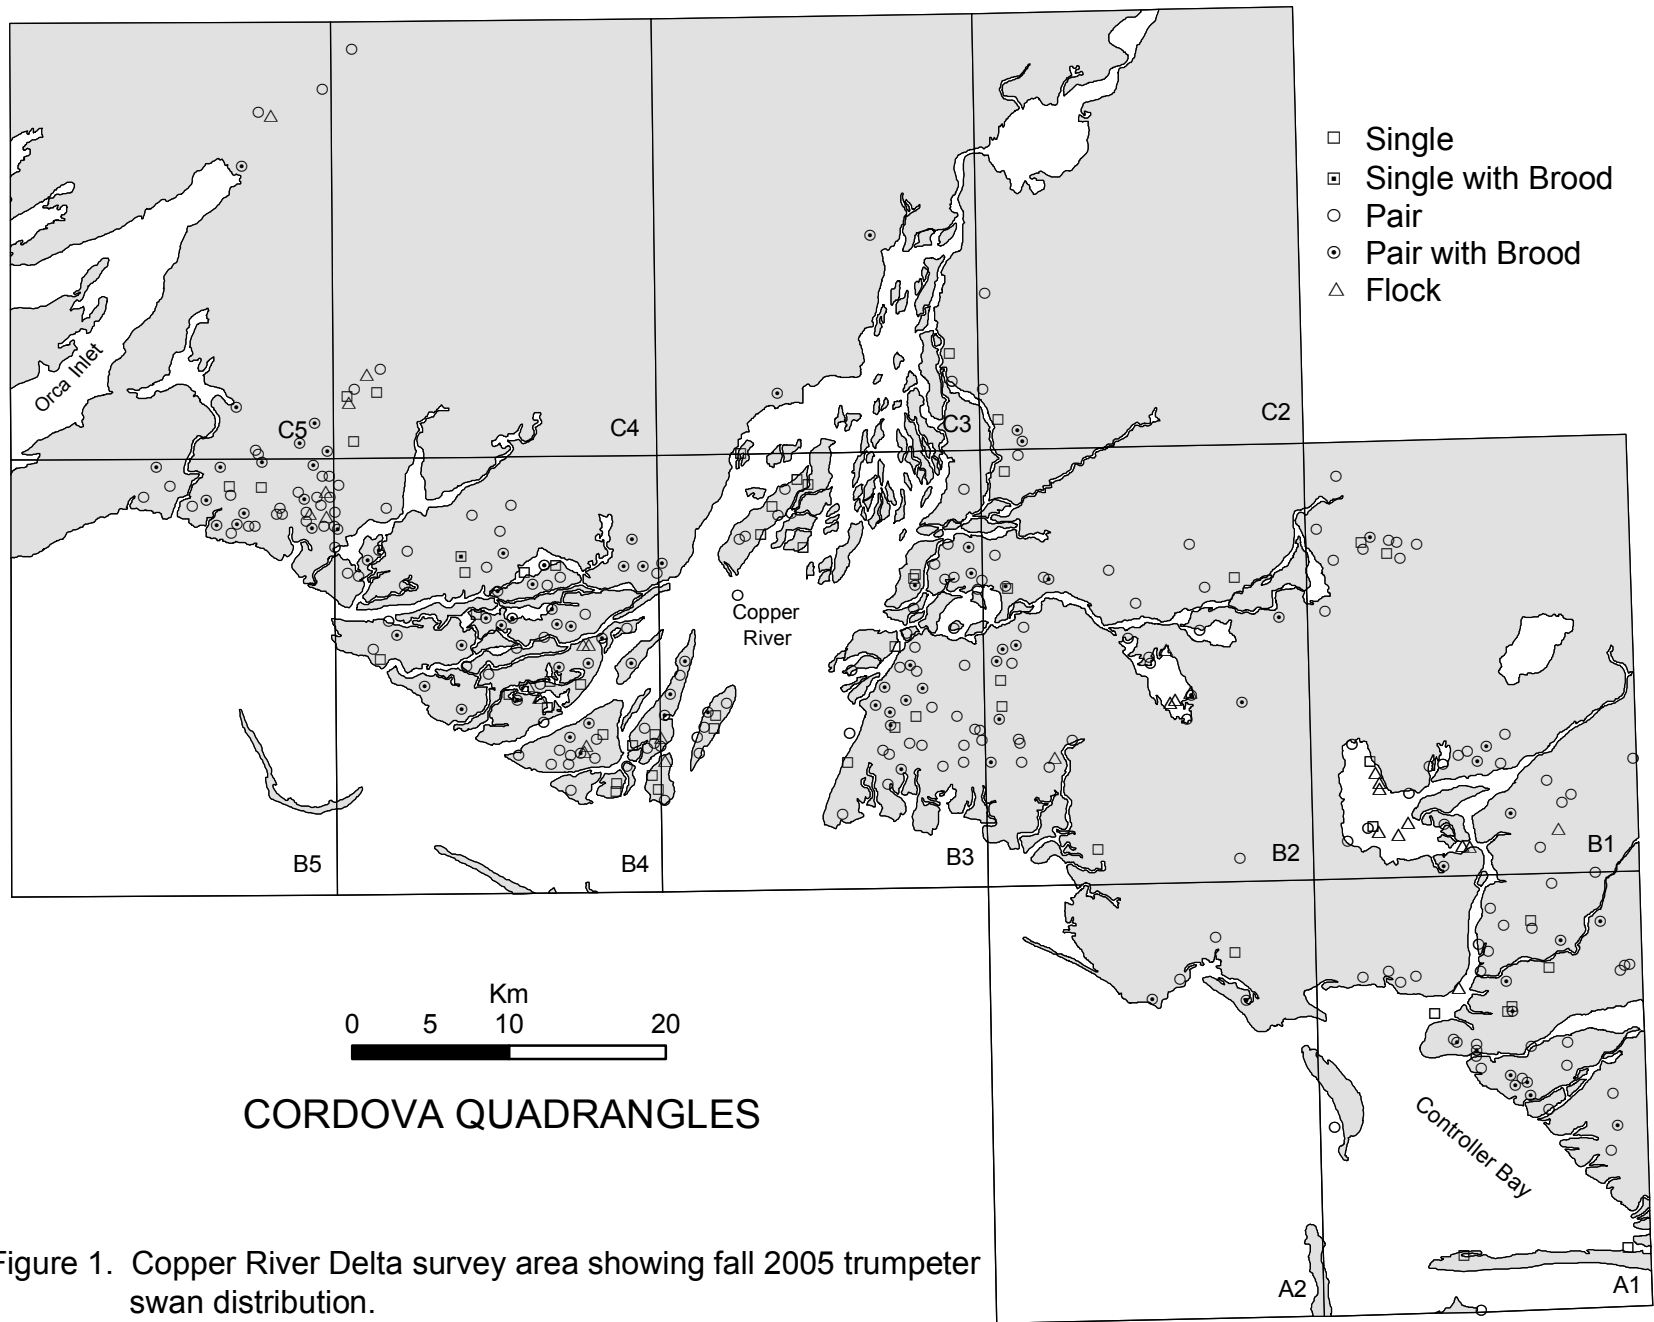 Single
Single with Brood
Pair
Pair with Brood
Flock
Orca Inlet
C5
C4
C3
C2
Copper
River
B5
B4
B3
B2
B1
Km
0 5 10 20
CORDOVA QUADRANGLES
Controller Bay
A2
A1
igure 1. Copper River Delta survey area showing fall 2005 trumpeter
swan distribution.